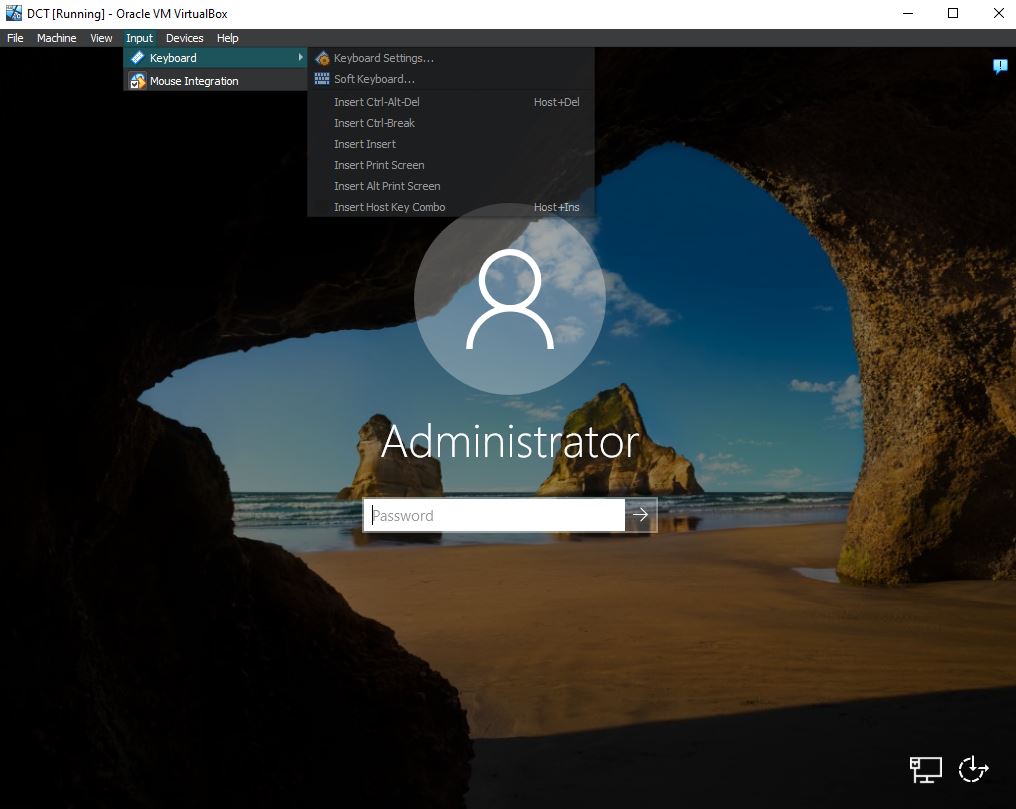 DCT [Running] - Oracle VM VirtualBox
File Machine View Input Devices Help
Keyboard
Mouse Integration
Keyboard Settings...
Soft Keyboard...
Insert Ctrl-Alt-Del Host+Del
Insert Ctrl-Break
Insert Insert
Insert Print Screen
Insert Alt Print Screen
Insert Host Key Combo Host+Ins
Administrator
Password